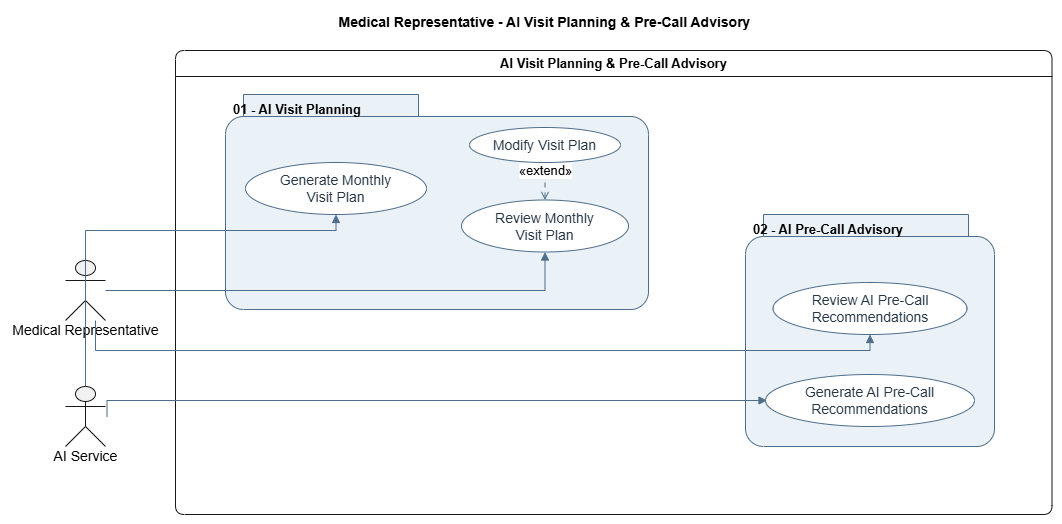 Medical Representative - AI Visit Planning & Pre-Call Advisory
AI Visit Planning & Pre-Call Advisory
01 - AI Visit Planning
Modify Visit Plan
«extend»
Generate Monthly
Visit Plan
Review Monthly
Visit Plan
02 - AI Pre-Call Advisory
Review AI Pre-Call
Recommendations
Medical Representative
Generate AI Pre-Call
Recommendations
AI Service